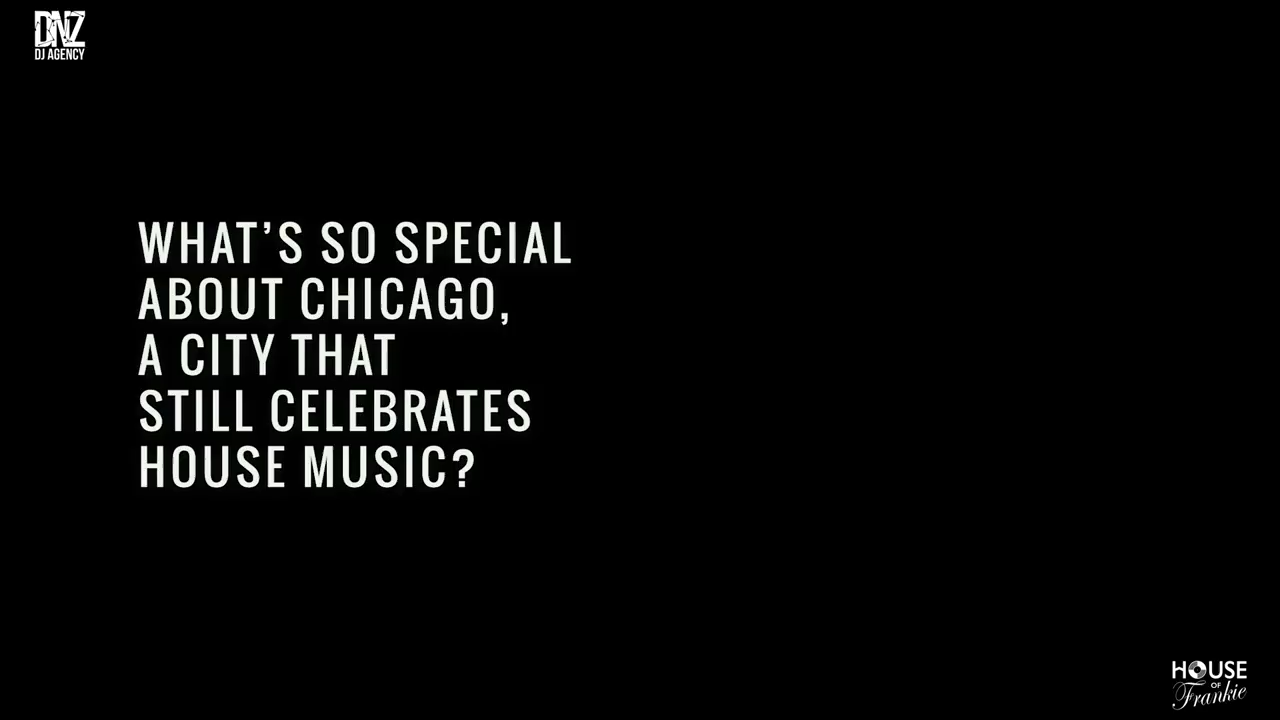 DNZ
DJ AGENCY
WHAT’S SO SPECIAL
ABOUT CHICAGO,
A CITY THAT
STILL CELEBRATES
HOUSE MUSIC?
HOUSE
OF
Frankie